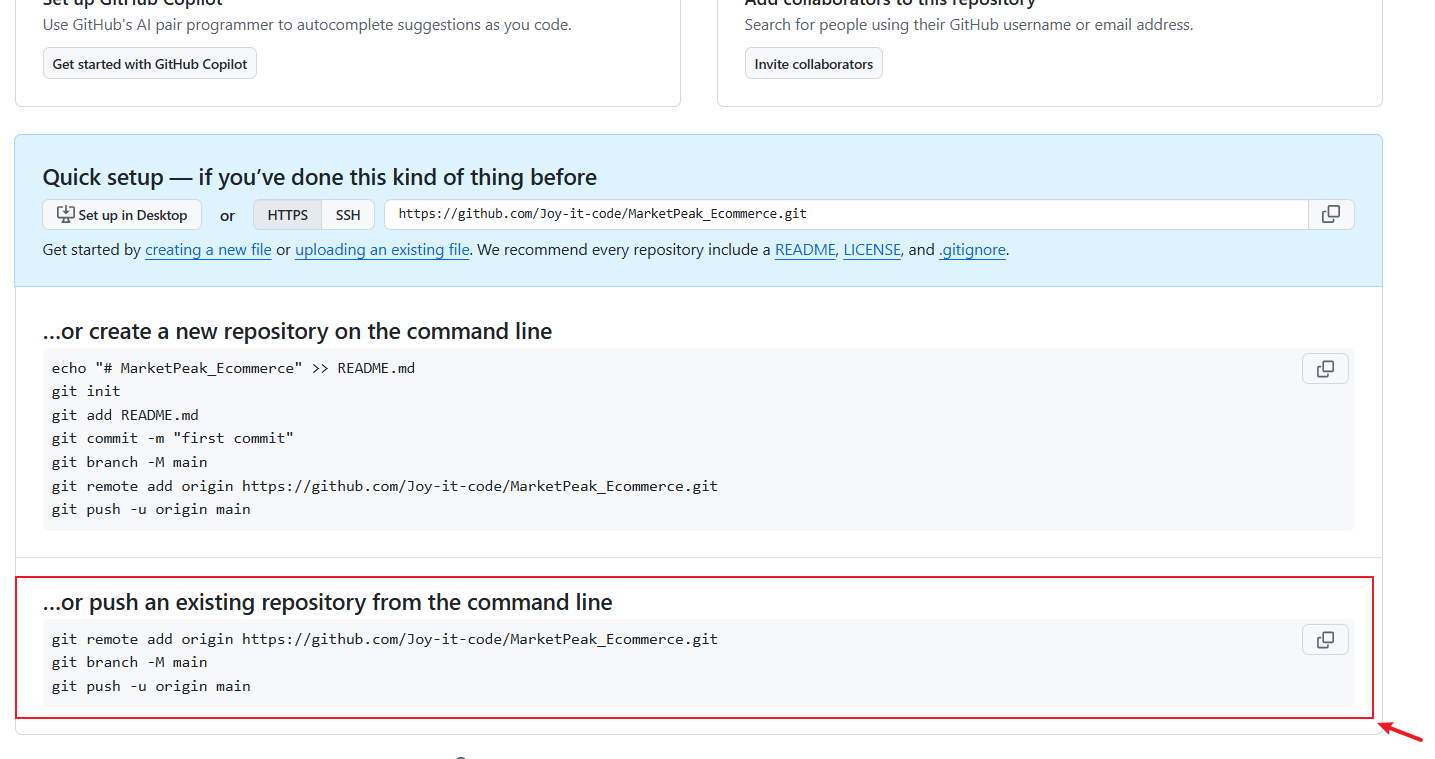 Set up GitHub Copilot
Add collaborators to this repository
Use GitHub's AI pair programmer to autocomplete suggestions as you code.
Search for people using their GitHub username or email address.
Get started with GitHub Copilot
Invite collaborators
Quick setup — if you’ve done this kind of thing before
Set up in Desktop or HTTPS SSH https://github.com/Joy-it-code/MarketPeak_Ecommerce.git
Get started by creating a new file or uploading an existing file. We recommend every repository include a README, LICENSE, and .gitignore.
…or create a new repository on the command line
echo "# MarketPeak_Ecommerce" >> README.md
git init
git add README.md
git commit -m "first commit"
git branch -M main
git remote add origin https://github.com/Joy-it-code/MarketPeak_Ecommerce.git
git push -u origin main
…or push an existing repository from the command line
git remote add origin https://github.com/Joy-it-code/MarketPeak_Ecommerce.git
git branch -M main
git push -u origin main